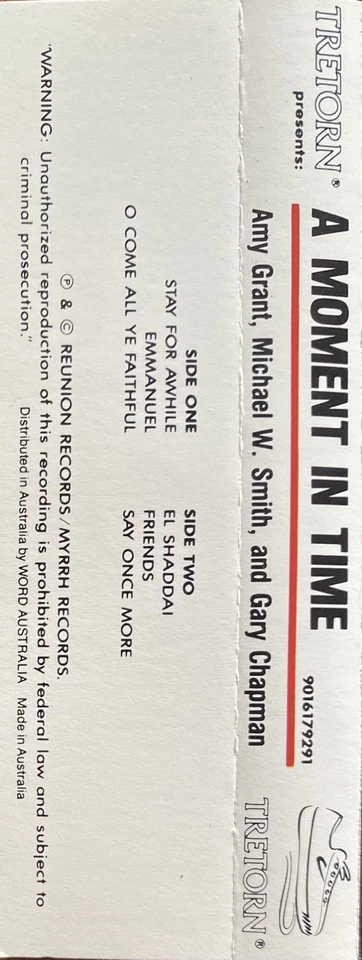 TRETORN®
presents:
A MOMENT IN TIME
9016179291
Amy Grant, Michael W. Smith, and Gary Chapman
TRETORN®
SIDE ONE
STAY FOR AWHILE
EMMANUEL
O COME ALL YE FAITHFUL
SIDE TWO
EL SHADDAI
FRIENDS
SAY ONCE MORE
℗ & © REUNION RECORDS/MYRRH RECORDS.
"WARNING: Unauthorized reproduction of this recording is prohibited by federal law and subject to
criminal prosecution."
Distributed in Australia by WORD AUSTRALIA Made in Australia